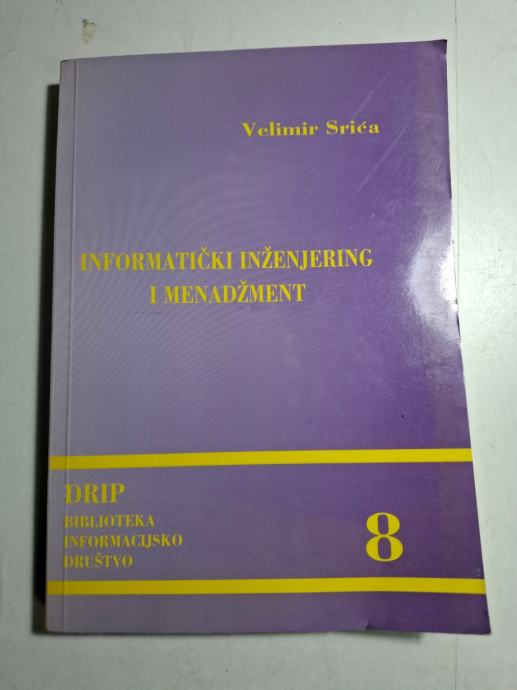 Velimir Srića
INFORMATIČKI INŽENJERING
I MENADŽMENT
DRIP
BIBLIOTEKA
INFORMACIJSKO
DRUŠTVO
8